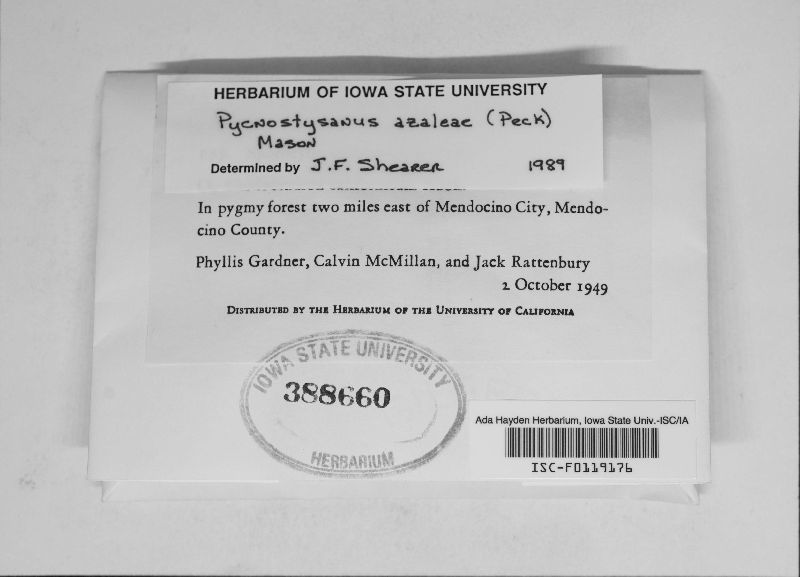 HERBARIUM OF IOWA STATE UNIVERSITY
Pycnostysanus azaleae (Peck)
Mason
Determined by J.F. Shearer 1989
In pygmy forest two miles east of Mendocino City, Mendo-
cino County.
Phyllis Gardner, Calvin McMillan, and Jack Rattenbury
2 October 1949
DISTRIBUTED BY THE HERBARIUM OF THE UNIVERSITY OF CALIFORNIA
IOWA STATE UNIVERSITY
388660
HERBARIUM
Ada Hayden Herbarium, Iowa State Univ.-ISC/IA
ISC-F0119176